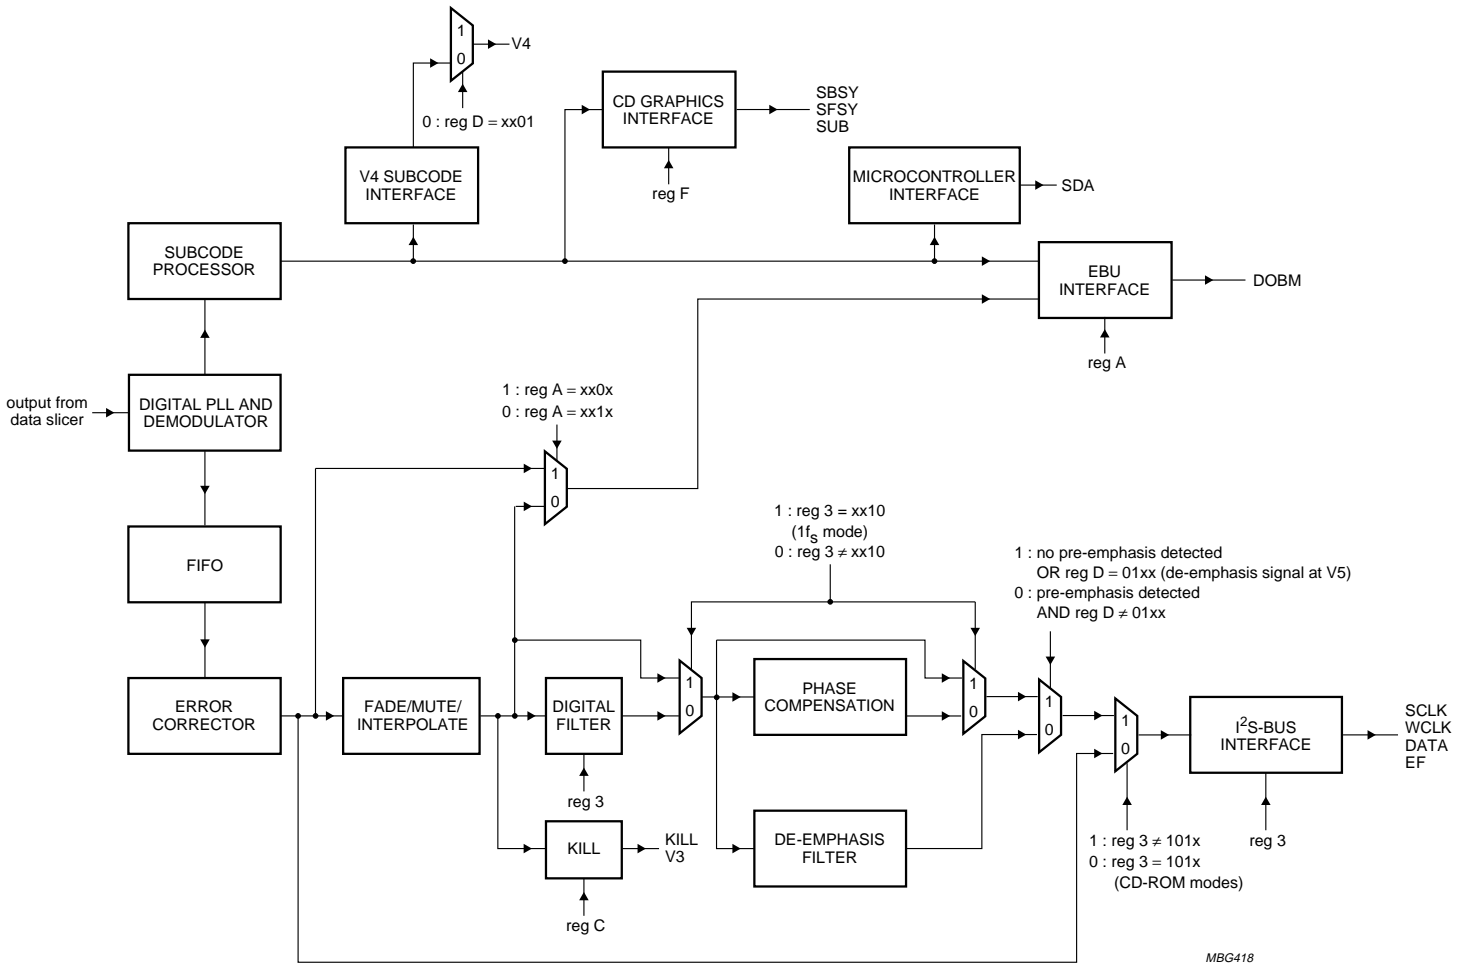 1
V4
0
0 : reg D = xx01
CD GRAPHICS
INTERFACE
SBSY
SFSY
SUB
reg F
V4 SUBCODE
INTERFACE
MICROCONTROLLER
INTERFACE
SDA
SUBCODE
PROCESSOR
EBU
INTERFACE
DOBM
reg A
output from
data slicer
DIGITAL PLL AND
DEMODULATOR
1 : reg A = xx0x
0 : reg A = xx1x
1
0
FIFO
1 : reg 3 = xx10
(1fs mode)
0 : reg 3 ≠ xx10
1 : no pre-emphasis detected
OR reg D = 01xx (de-emphasis signal at V5)
0 : pre-emphasis detected
AND reg D ≠ 01xx
ERROR
CORRECTOR
FADE/MUTE/
INTERPOLATE
DIGITAL
FILTER
reg 3
1
0
PHASE
COMPENSATION
1
0
1
0
1
0
I2S-BUS
INTERFACE
SCLK
WCLK
DATA
EF
reg 3
KILL
KILL
V3
reg C
DE-EMPHASIS
FILTER
1 : reg 3 ≠ 101x
0 : reg 3 = 101x
(CD-ROM modes)
MBG418